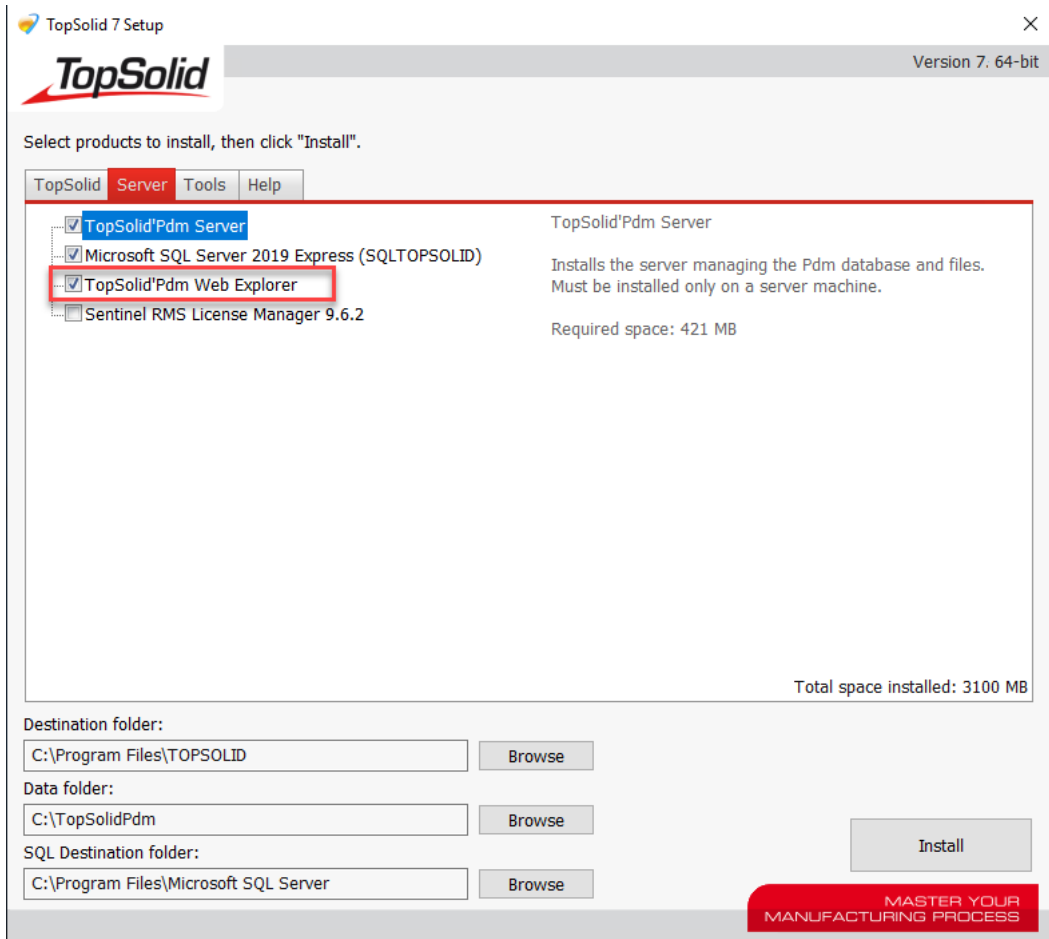 TopSolid 7 Setup
TopSolid
Version 7. 64-bit
Select products to install, then click "Install".
TopSolid Server Tools Help
TopSolid'Pdm Server
Microsoft SQL Server 2019 Express (SQLTOPSOLID)
TopSolid'Pdm Web Explorer
Sentinel RMS License Manager 9.6.2
TopSolid'Pdm Server
Installs the server managing the Pdm database and files.
Must be installed only on a server machine.
Required space: 421 MB
Total space installed: 3100 MB
Destination folder:
C:\Program Files\TOPSOLID
Browse
Data folder:
C:\TopSolidPdm
Browse
SQL Destination folder:
C:\Program Files\Microsoft SQL Server
Browse
Install
MASTER YOUR
MANUFACTURING PROCESS